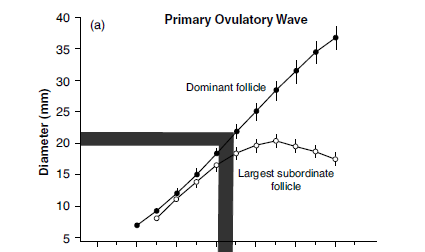 Primary Ovulatory Wave
(a)
40
35
30
25
20
15
10
5
Diameter (mm)
Dominant follicle
Largest subordinate
follicle